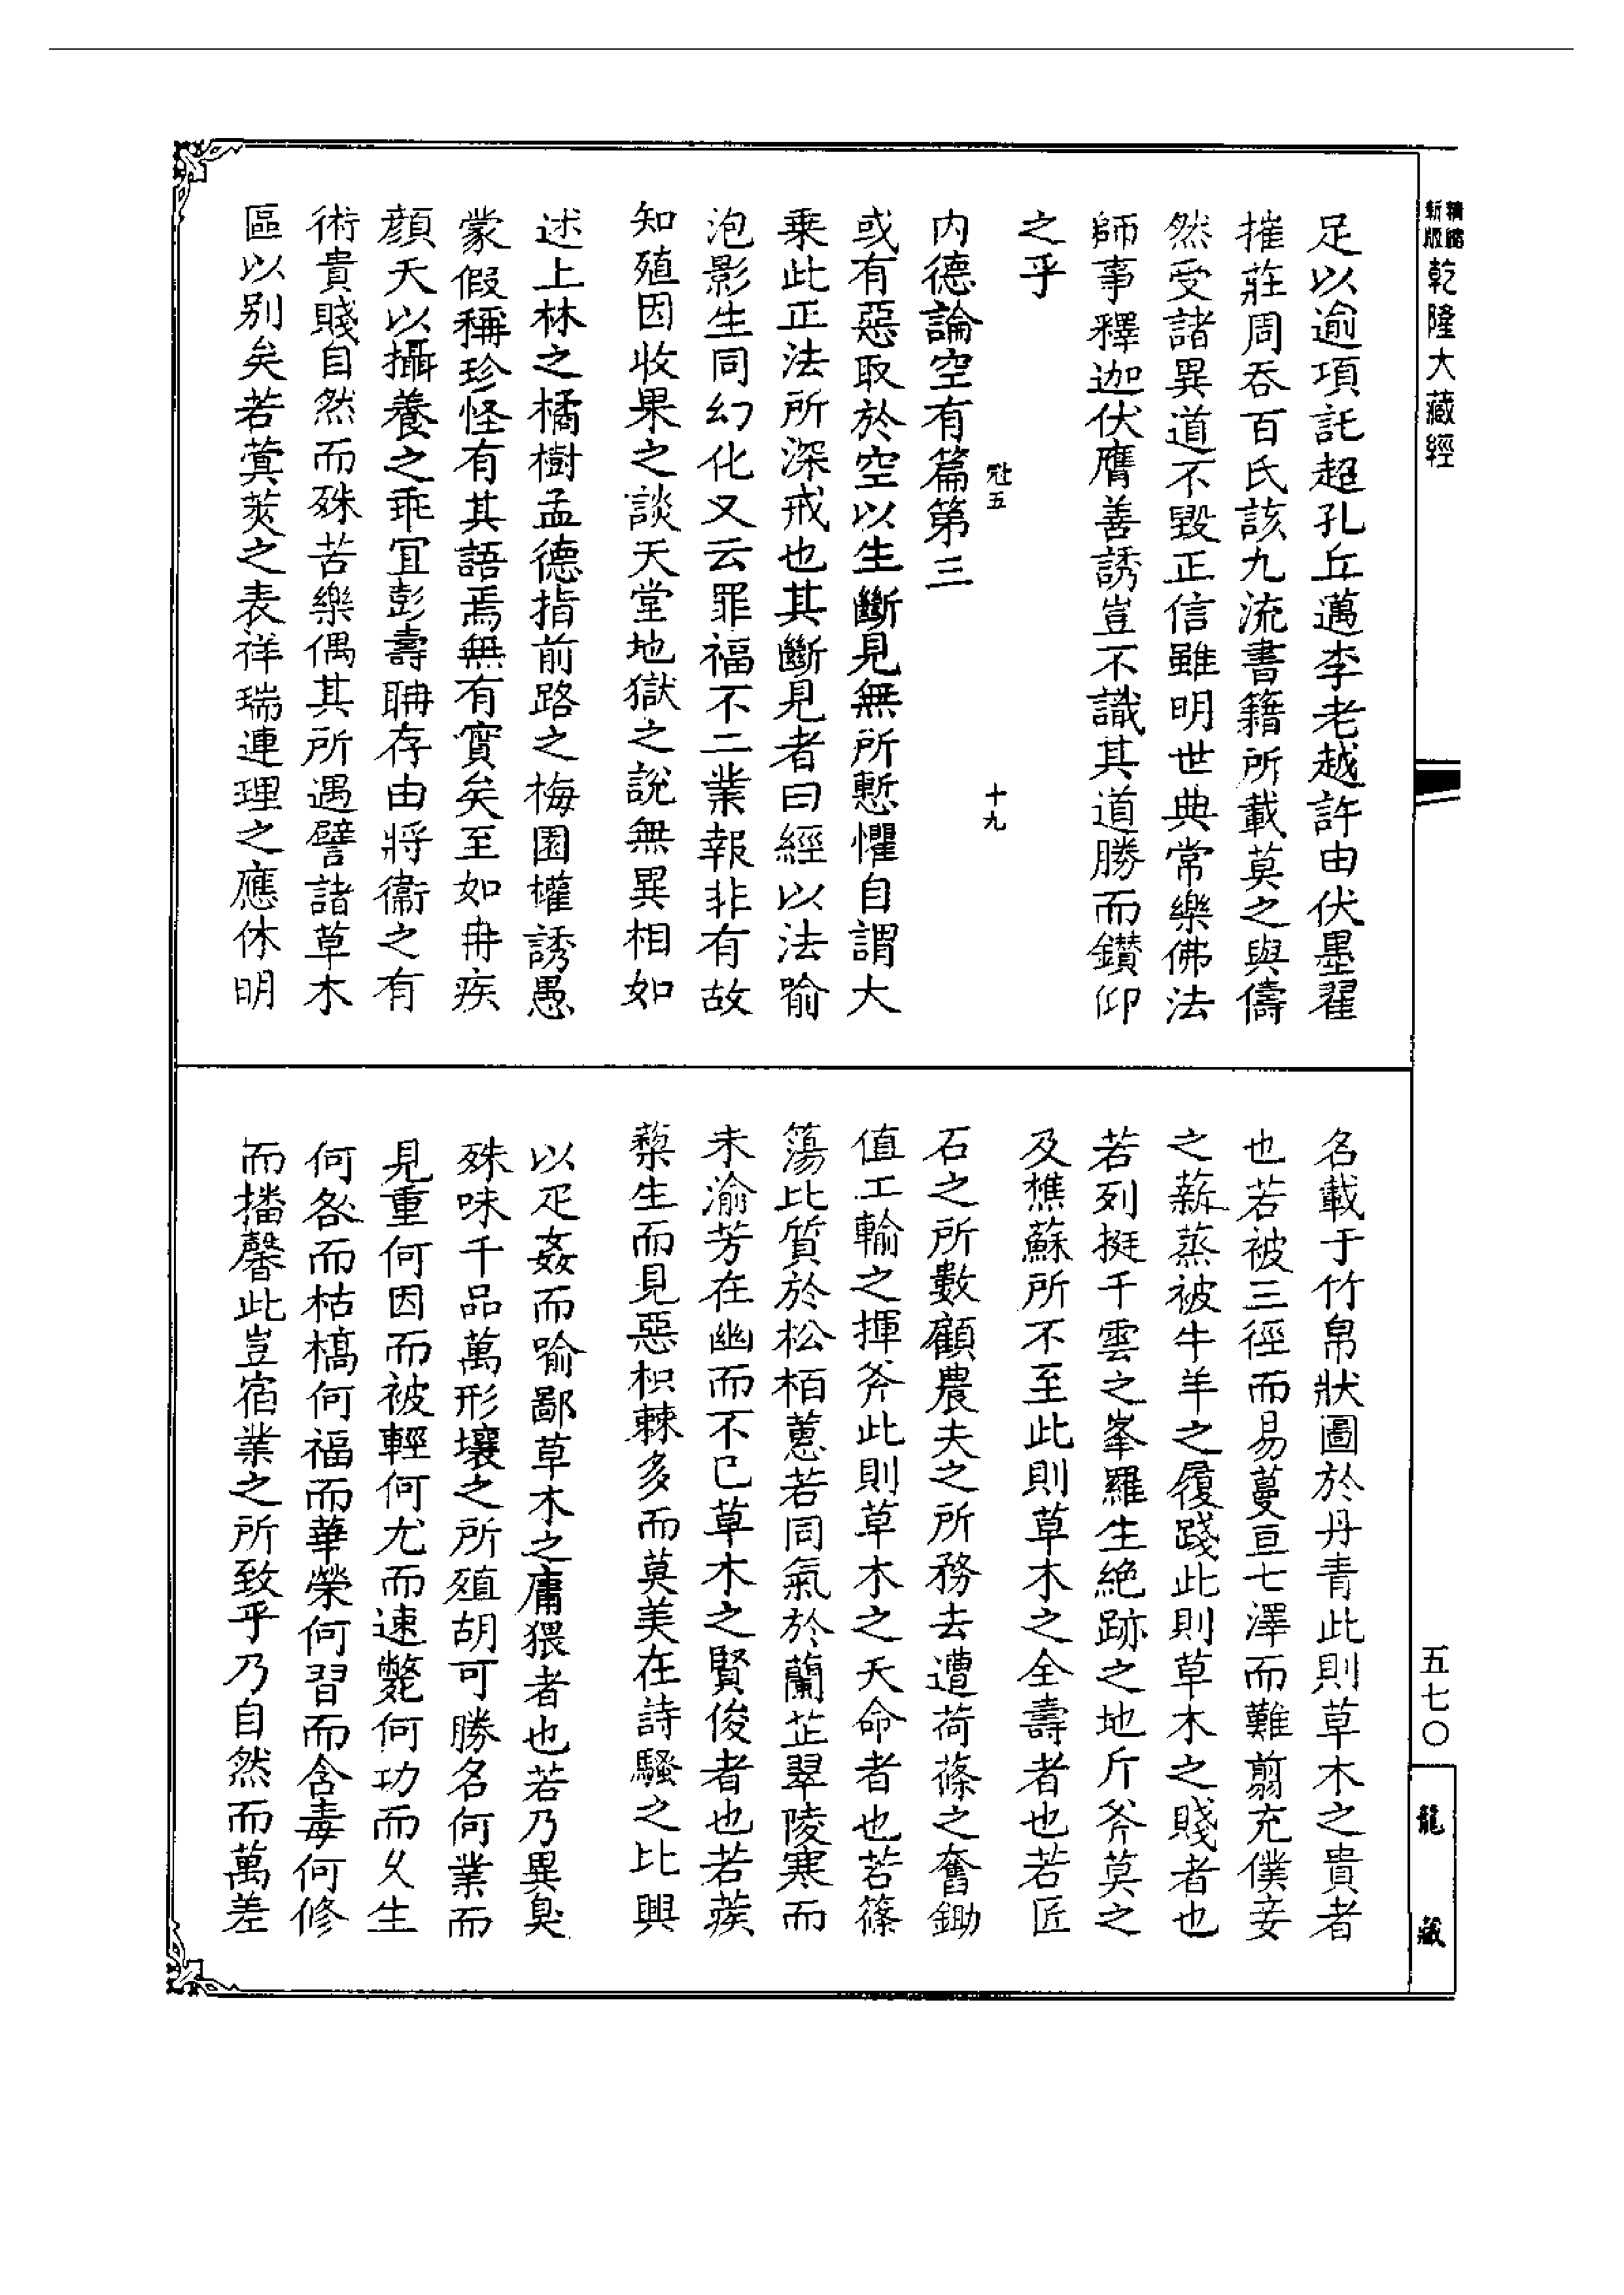 精縮新版乾隆大藏經
足以逾項託超孔丘邁李老越許由伏墨翟
摧莊周吞百氏該九流書籍所載莫之與儔
然受諸異道不毀正信雖明世典常樂佛法
師事釋迦伏膺善誘豈不識其道勝而鑽仰
之乎
十九
内德論空有篇第三
或有惡取於空以生斷見無所慙懼自謂大
乗此正法所深戒也其斷見者曰經以法喻
泡影生同幻化又云罪福不二業報非有故
知殖因收果之談天堂地獄之說無異相如
述上林之橘樹孟德指前路之梅園權誘愚
蒙假稱珍怪有其語焉無有實矣至如冉疾
顔夭以攝養之乖宜彭壽聃存由將衞之有
術貴賤自然而殊苦樂偶其所遇譬諸草木
區以别矣若蓂莢之表祥瑞連理之應休明
名載于竹帛狀圖於丹青此則草木之貴者
也若被三徑而易蔓亘七澤而難翦充僕妾
之薪蒸被牛羊之履踐此則草木之賤者也
若列挺千雲之峯羅生絶跡之地斤斧莫之
及樵蘇所不至此則草木之全壽者也若匠
石之所數顧農夫之所務去遭荷蓧之奮鋤
值工輸之揮斧此則草木之夭命者也若篠
簜比質於松栢蕙若同氣於蘭芷翠陵寒而
未渝芳在幽而不已草木之賢俊者也若蒺
藜生而見惡枳棘多而莫美在詩騷之比興
以疋姦而喻鄙草木之庸猥者也若乃異臭
殊味千品萬形壤之所殖胡可勝名何業而
見重何因而被輕何尤而速斃何功而乆生
何咎而枯槁何福而華榮何習而含毒何修
而播馨此豈宿業之所致乎乃自然而萬差
五七〇
龍藏